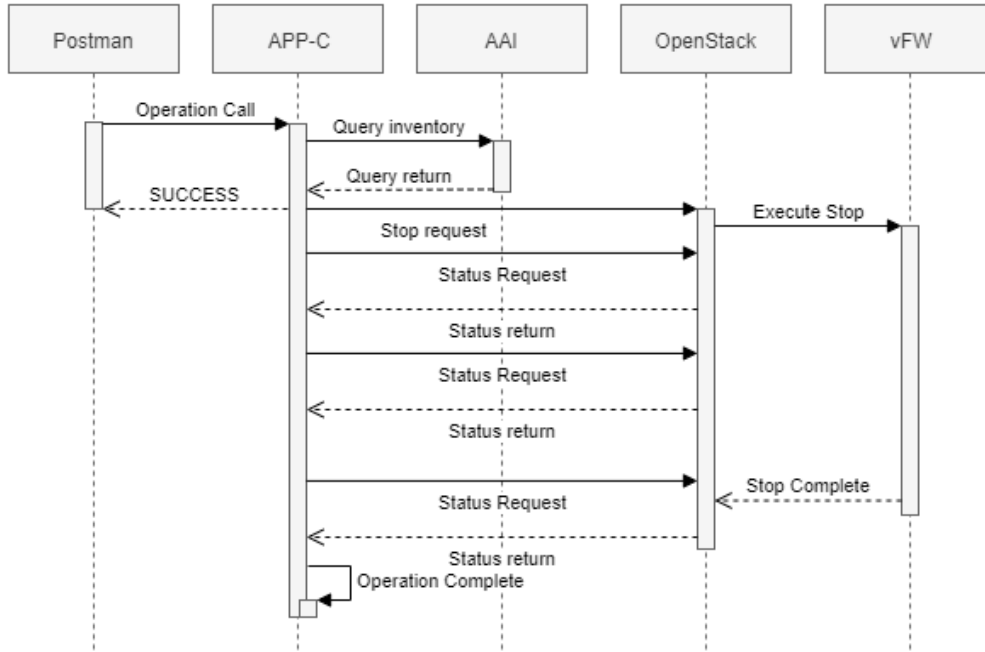 Postman
APP-C
AAI
OpenStack
vFW
Operation Call
Query inventory
Query return
SUCCESS
Execute Stop
Stop request
Status Request
Status return
Status Request
Status return
Stop Complete
Status Request
Status return
Operation Complete